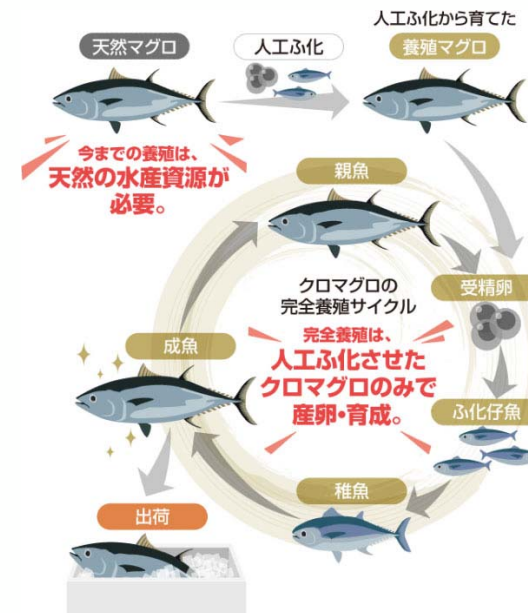 天然マグロ
人工ふ化
人工ふ化から育てた
養殖マグロ
今までの養殖は、
天然の水産資源が
必要。
親魚
受精卵
クロマグロの
完全養殖サイクル
完全養殖は、
人工ふ化させた
クロマグロのみで
産卵・育成。
成魚
ふ化仔魚
稚魚
出荷